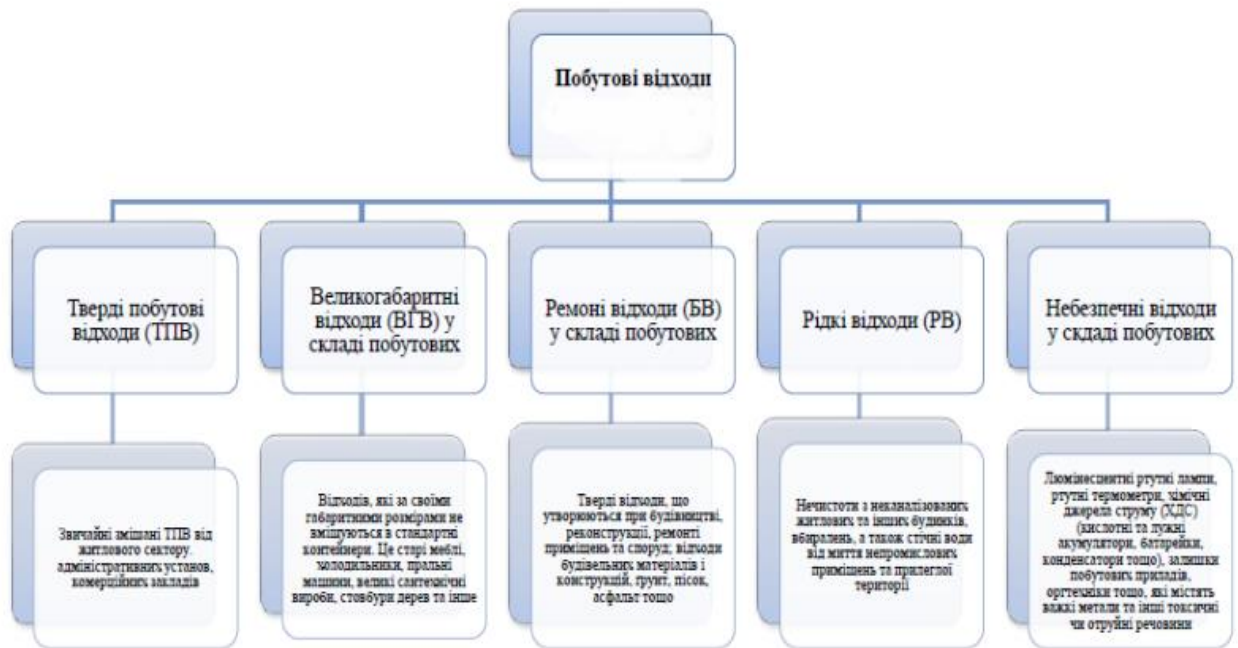 Побутові відходи
Тверді побутові
відходи (ТПВ)
Великогабаритні
відходи (ВГВ) у
складі побутових
Ремоні відходи (БВ)
у складі побутових
Рідкі відходи (РВ)
Небезпечні відходи
у скдаді побутових
Звичайні змішані ТПВ від
житлового сектору.
адміністративних установ,
комерційних закладів
Відходів, які за своїми
габаритними розмірами не
вміщуються в стандартні
контейнери. Це старі меблі,
холодильники, пральні
машини, великі сантехнічні
вироби, стовбури дерев та інше
Тверді відходи, що
утворюються при будівництві,
реконструкції, ремонті
приміщень та споруд; відходи
будівельних матеріалів і
конструкцій, ґрунт, пісок,
асфальт тощо
Нечистоти з неканалізованих
житлових та інших будинків,
вбиралень, а також стічні води
від миття непромислових
приміщень та прилеглої
території
Люмінесцентні ртутні лампи,
ртутні термометри, хімічні
джерела струму (ХДС)
(кислотні та лужні
акумулятори, батарейки,
конденсатори тощо), залишки
побутових приладів,
оргтехніки тощо, які містять
важкі метали та інші токсичні
чи отруйні речовини